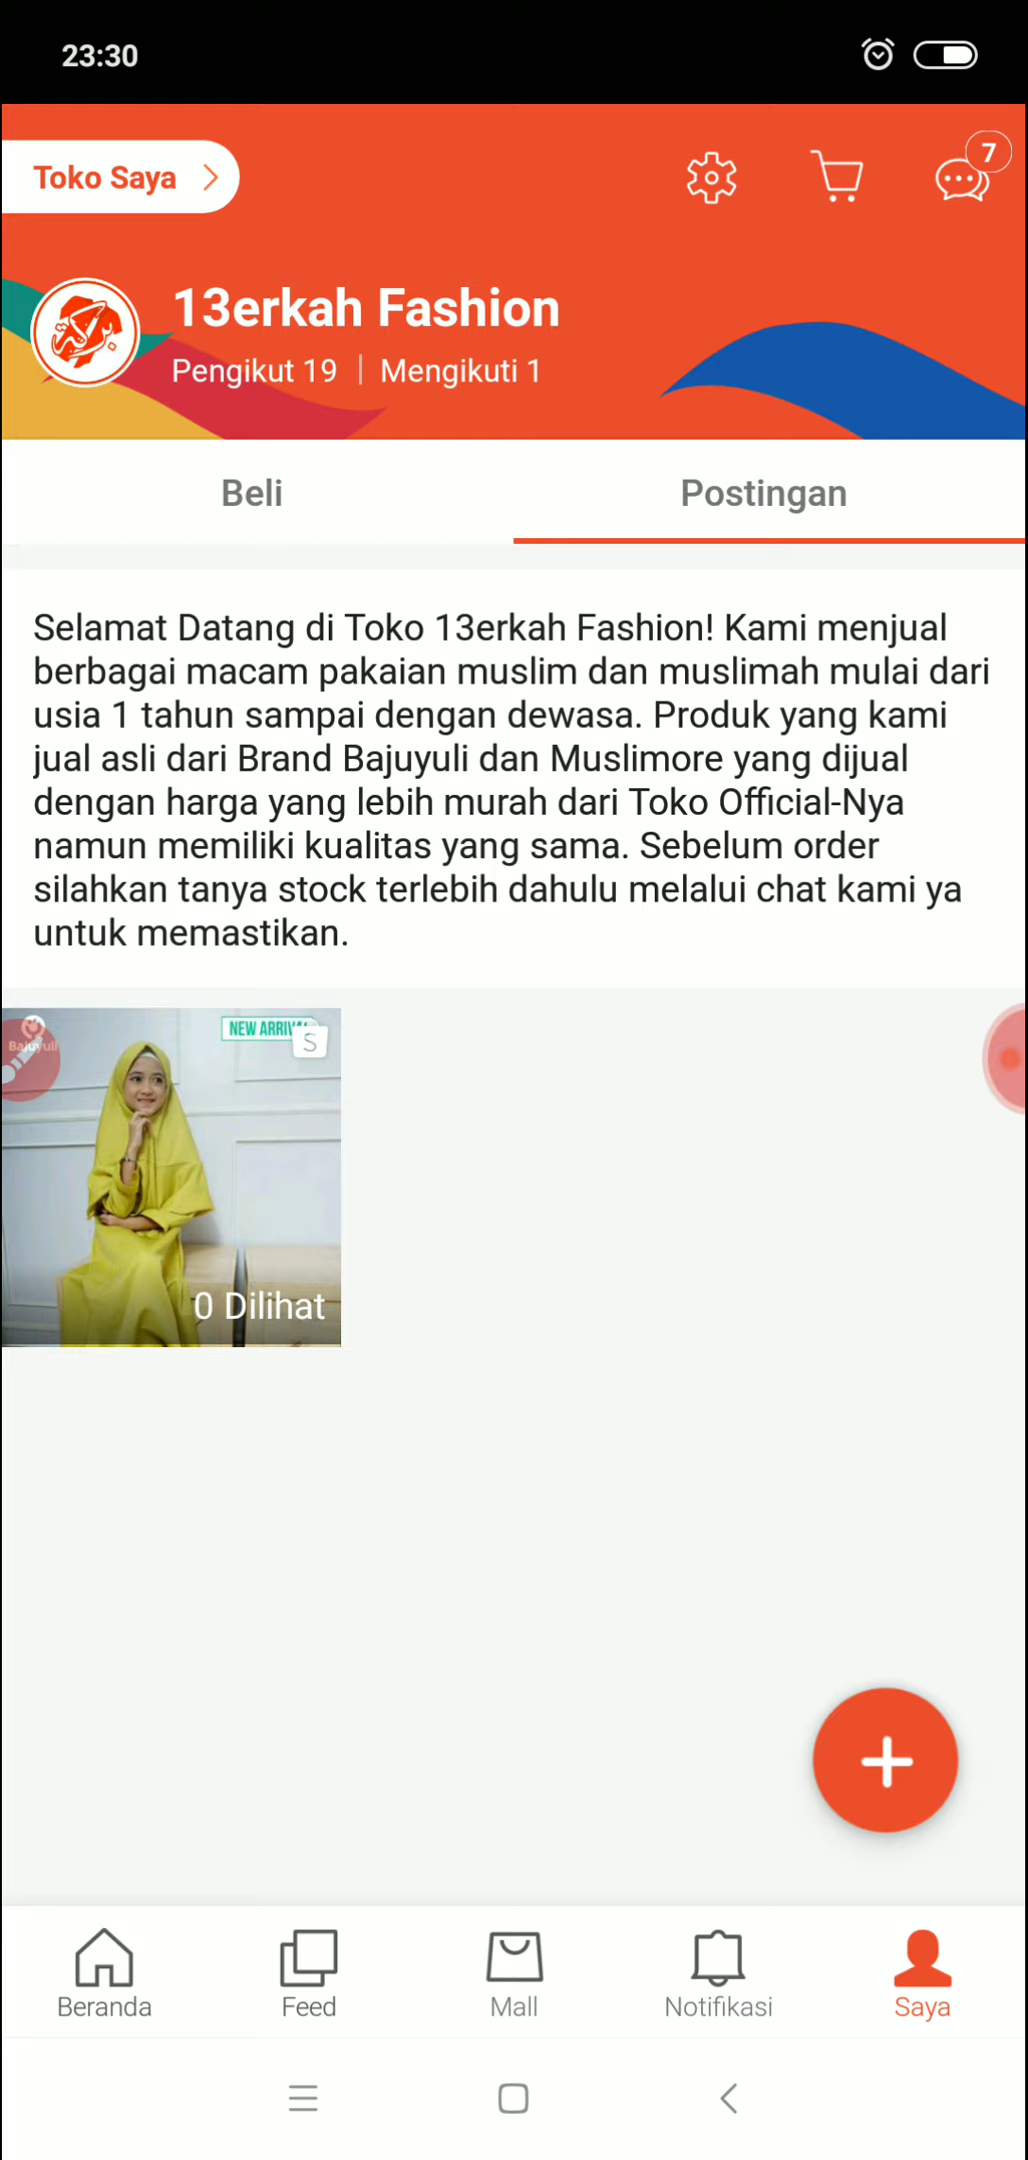 23:30
Toko Saya
7
13erkah Fashion
Pengikut 19 | Mengikuti 1
Beli
Postingan
Selamat Datang di Toko 13erkah Fashion! Kami menjual
berbagai macam pakaian muslim dan muslimah mulai dari
usia 1 tahun sampai dengan dewasa. Produk yang kami
jual asli dari Brand Bajuyuli dan Muslimore yang dijual
dengan harga yang lebih murah dari Toko Official-Nya
namun memiliki kualitas yang sama. Sebelum order
silahkan tanya stock terlebih dahulu melalui chat kami ya
untuk memastikan.
NEW
S
Bajuyuli
0 Dilihat
Beranda
Feed
Mall
Notifikasi
Saya